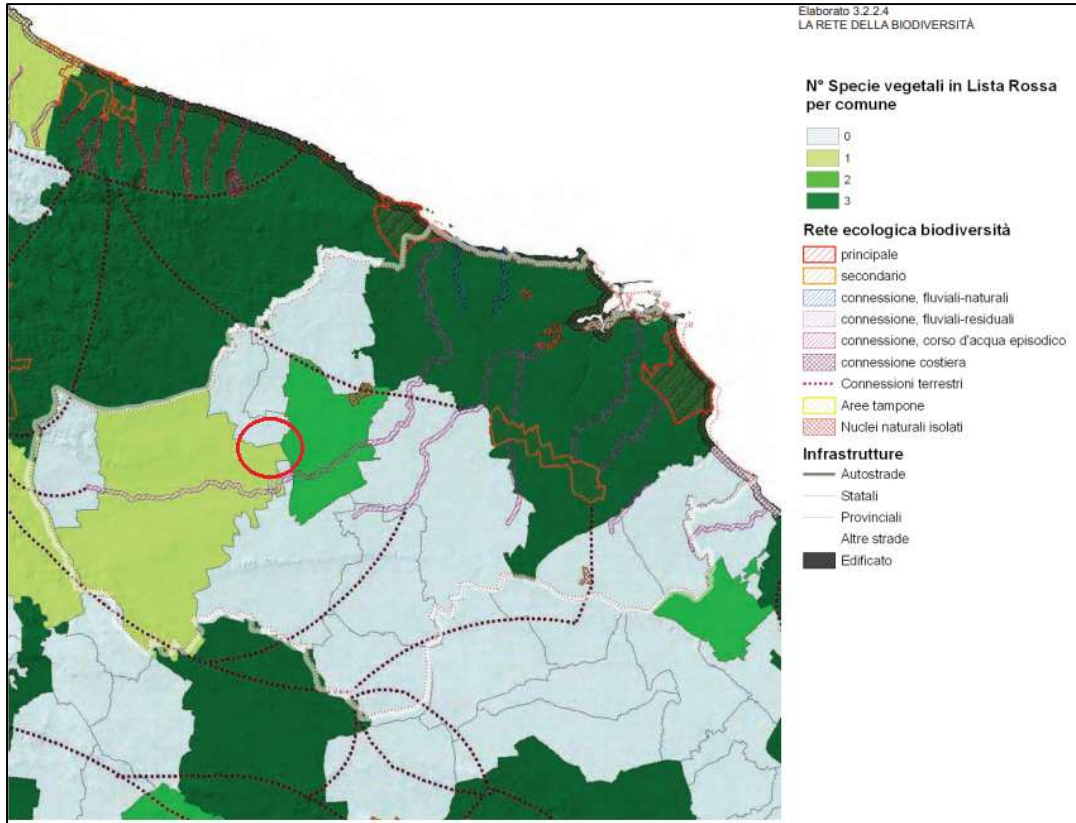 Elaborato 3.2.2.4
LA RETE DELLA BIODIVERSITÀ
N° Specie vegetali in Lista Rossa
per comune
0
1
2
3
Rete ecologica biodiversità
principale
secondario
connessione, fluviali-naturali
connessione, fluviali-residuali
connessione, corso d'acqua episodico
connessione costiera
Connessioni terrestri
Aree tampone
Nuclei naturali isolati
Infrastrutture
Autostrade
Statali
Provinciali
Altre strade
Edificato